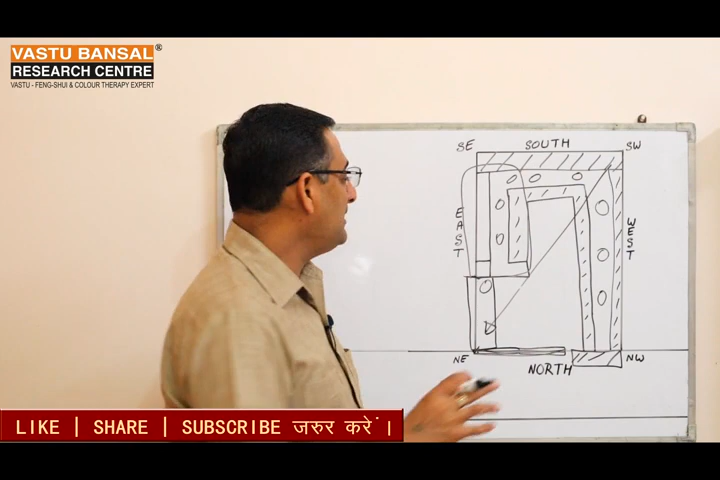 VASTU BANSAL®
RESEARCH CENTRE
VASTU - FENG-SHUI & COLOUR THERAPY EXPERT
SE SOUTH SW
EAST
WEST
NE NORTH NW
LIKE | SHARE | SUBSCRIBE जरुर करें ।